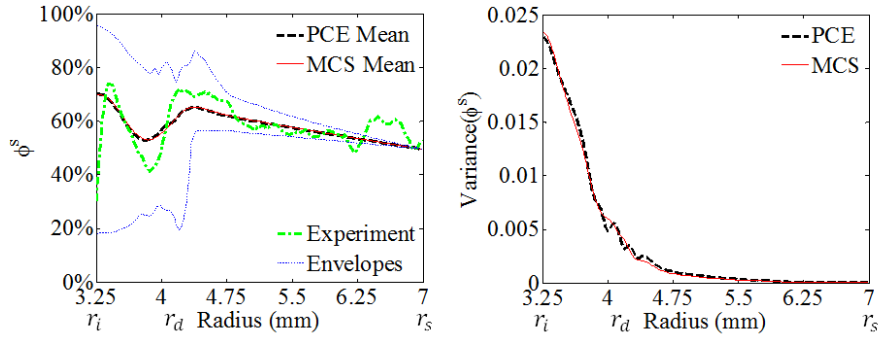 100%
80%
60%
40%
20%
0%
ϕˢ
PCE Mean
MCS Mean
Experiment
Envelopes
3.25 4 4.75 5.5 6.25 7
rᵢ r_d Radius (mm) rₛ
0.025
0.02
0.015
0.01
0.005
0
Variance(ϕˢ)
PCE
MCS
3.25 4 4.75 5.5 6.25 7
rᵢ r_d Radius (mm) rₛ